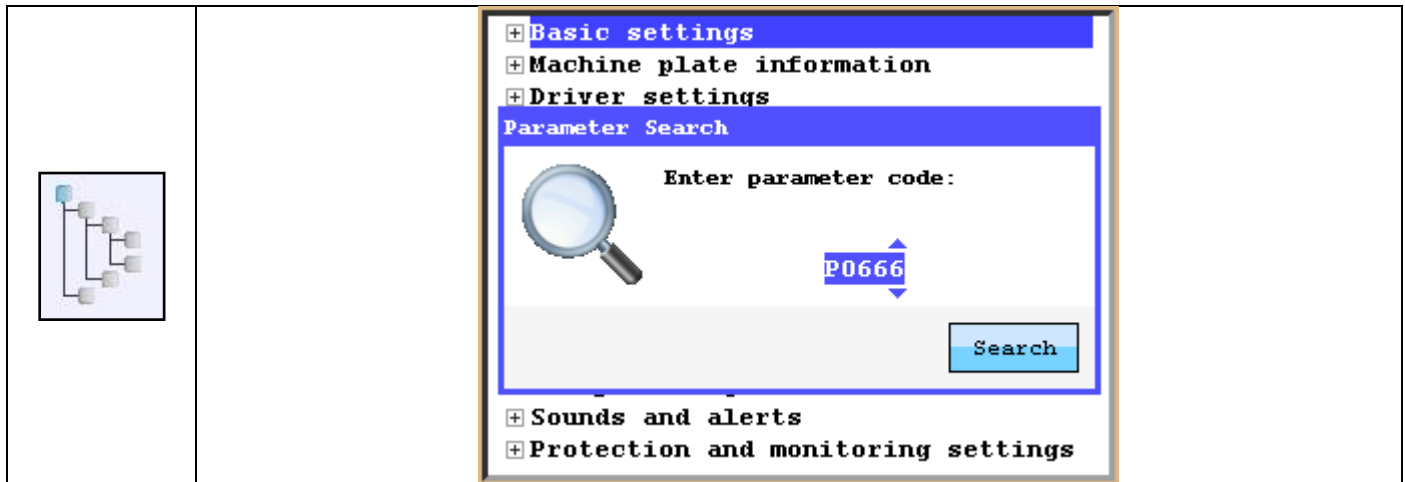 Basic settings
Machine plate information
Driver settings
Parameter Search
Enter parameter code:
P0666
Search
Sounds and alerts
Protection and monitoring settings